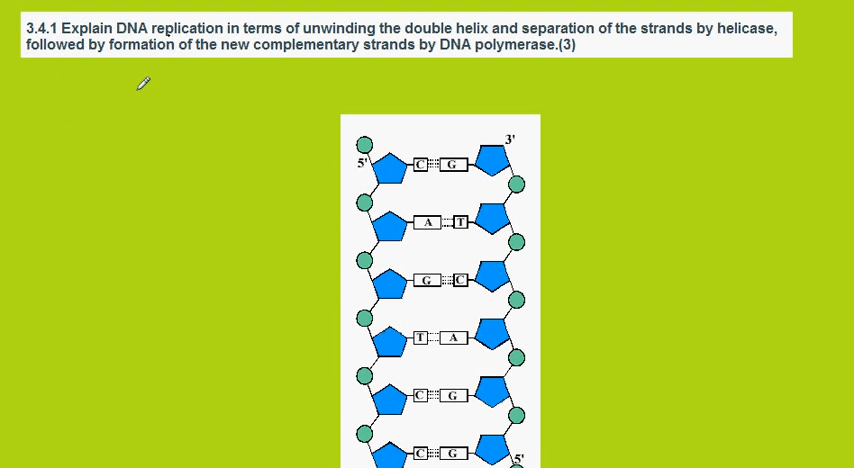 3.4.1 Explain DNA replication in terms of unwinding the double helix and separation of the strands by helicase,
followed by formation of the new complementary strands by DNA polymerase.(3)
3'
5'
C G
A T
G C
T A
C G
C G
5'